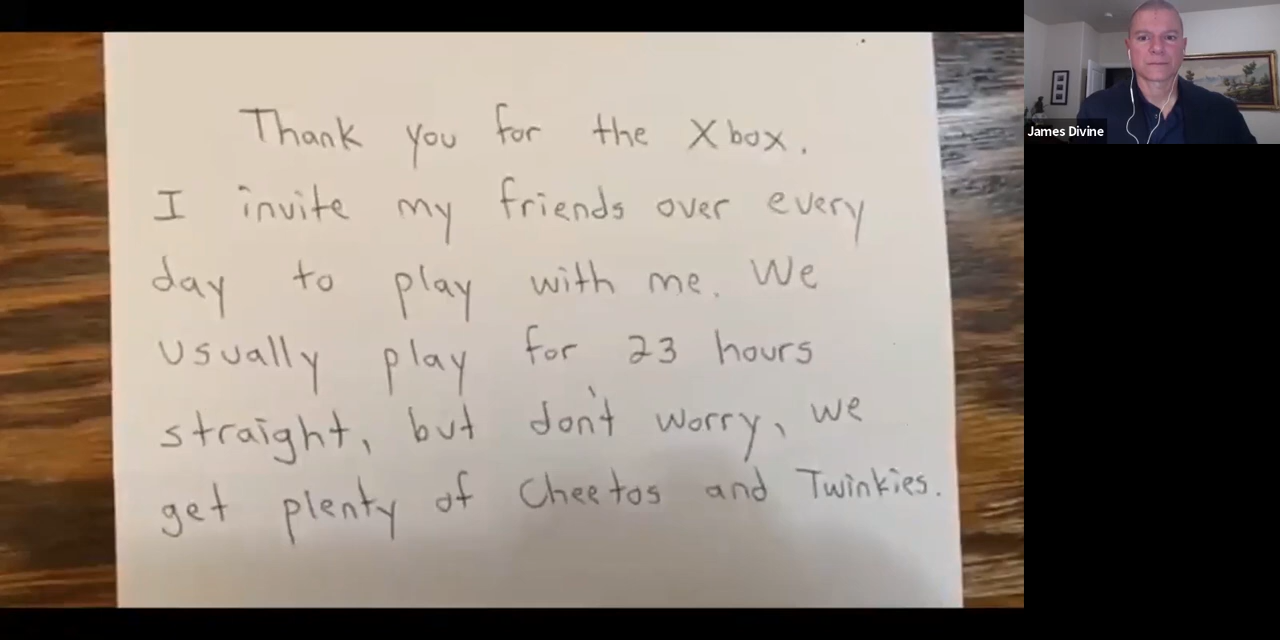 Thank you for the Xbox.
I invite my friends over every
day to play with me. We
usually play for 23 hours
straight, but don't worry, we
get plenty of Cheetos and Twinkies.
James Divine